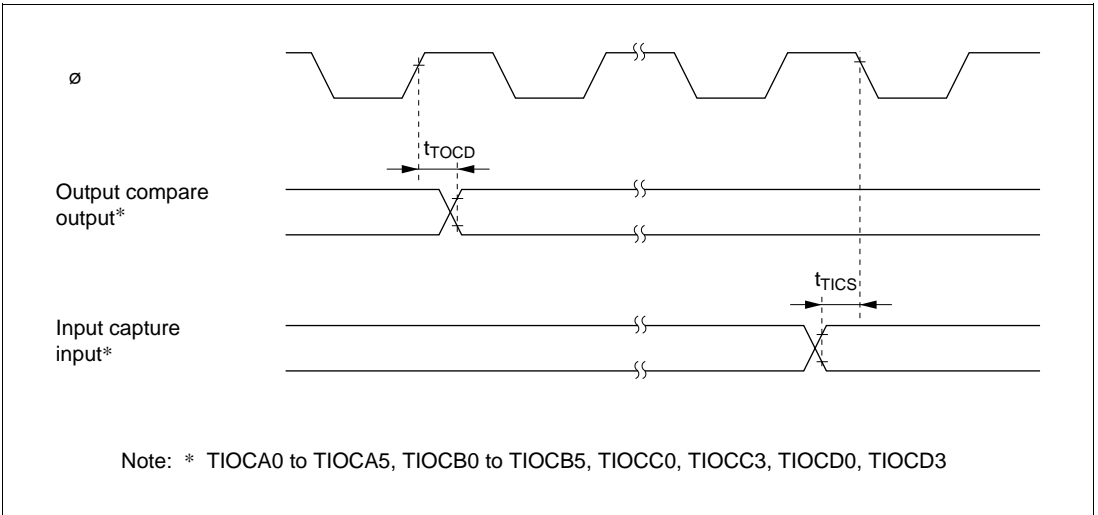 ø
tTOCD
Output compare
output*
tTICS
Input capture
input*
Note: * TIOCA0 to TIOCA5, TIOCB0 to TIOCB5, TIOCC0, TIOCC3, TIOCD0, TIOCD3